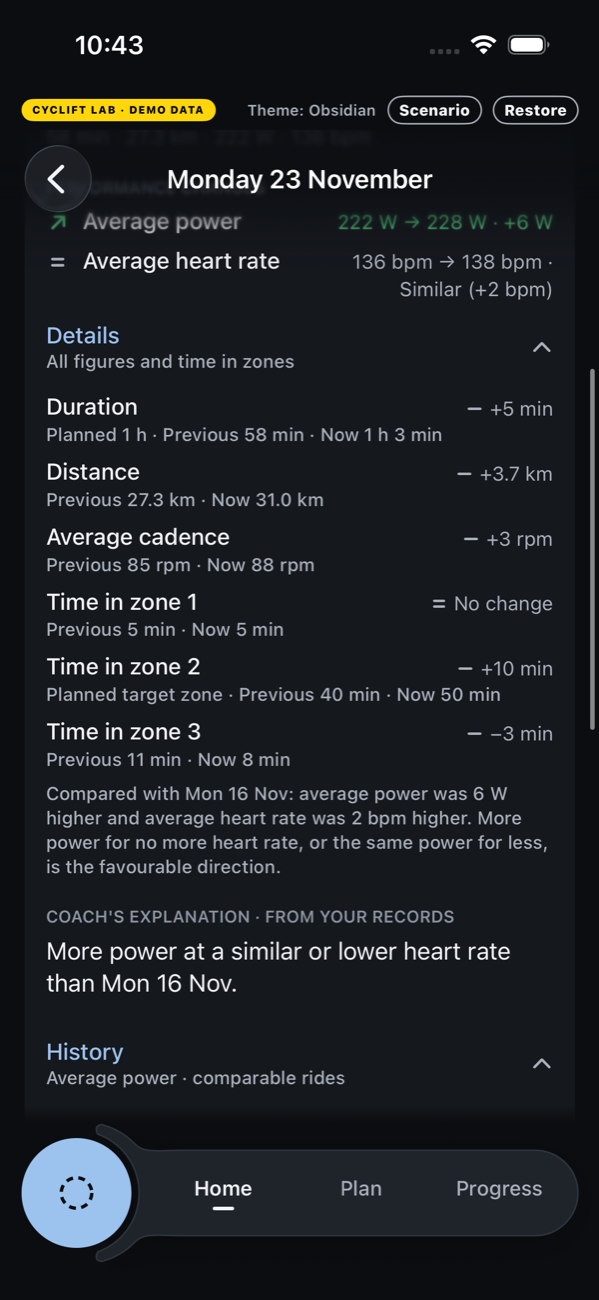 10:43
CYCLIFT LAB · DEMO DATA
Theme: Obsidian
Scenario
Restore
Monday 23 November
Average power
222 W → 228 W · +6 W
= Average heart rate
136 bpm → 138 bpm ·
Similar (+2 bpm)
Details
All figures and time in zones
Duration
– +5 min
Planned 1 h · Previous 58 min · Now 1 h 3 min
Distance
– +3.7 km
Previous 27.3 km · Now 31.0 km
Average cadence
– +3 rpm
Previous 85 rpm · Now 88 rpm
Time in zone 1
= No change
Previous 5 min · Now 5 min
Time in zone 2
– +10 min
Planned target zone · Previous 40 min · Now 50 min
Time in zone 3
– −3 min
Previous 11 min · Now 8 min
Compared with Mon 16 Nov: average power was 6 W
higher and average heart rate was 2 bpm higher. More
power for no more heart rate, or the same power for less,
is the favourable direction.
COACH'S EXPLANATION · FROM YOUR RECORDS
More power at a similar or lower heart rate
than Mon 16 Nov.
History
Average power · comparable rides
Home
Plan
Progress